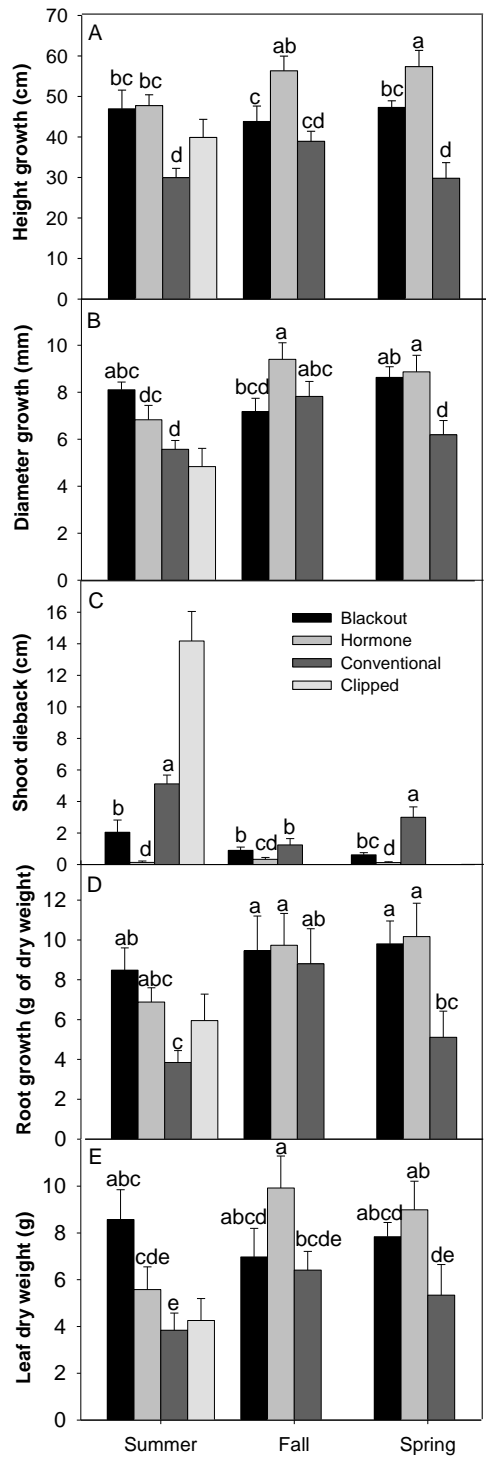 A
Height growth (cm)
70
60
50
40
30
20
10
0
bc bc
d
c
ab
cd
bc
a
d
B
Diameter growth (mm)
10
8
6
4
2
0
abc
dc
d
bcd
a
abc
ab
a
d
C
Shoot dieback (cm)
16
14
12
10
8
6
4
2
0
Blackout
Hormone
Conventional
Clipped
b
d
a
b
cd
b
bc
d
a
D
Root growth (g of dry weight)
12
10
8
6
4
2
0
ab
abc
c
a
a
ab
a
a
bc
E
Leaf dry weight (g)
10
8
6
4
2
0
abc
cde
e
abcd
a
bcde
abcd
ab
de
Summer
Fall
Spring